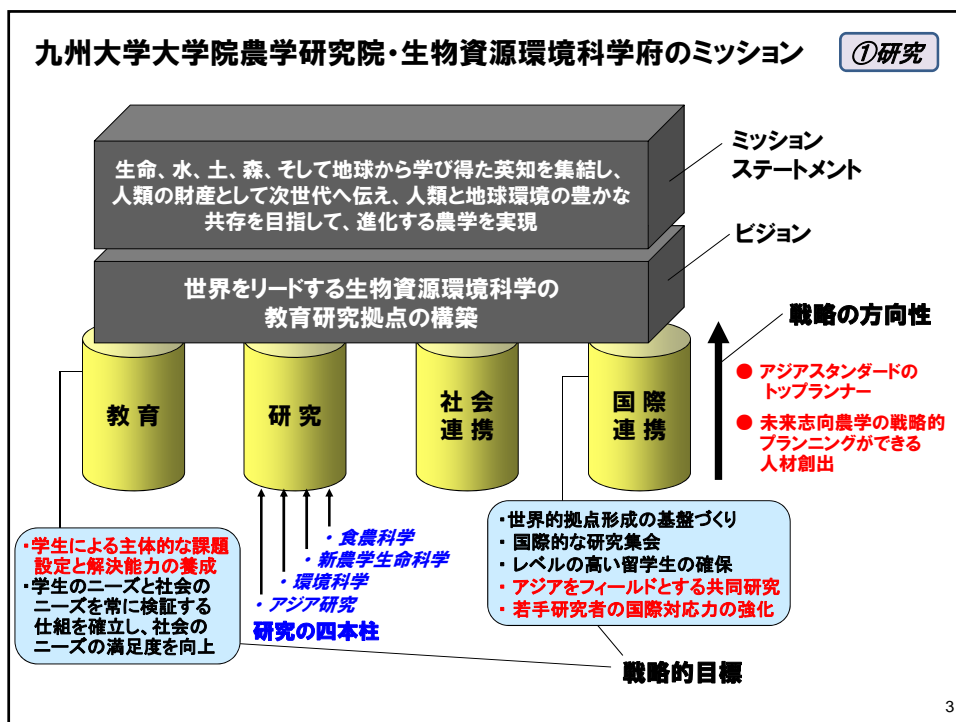 九州大学大学院農学研究院・生物資源環境科学府のミッション
①研究
生命、水、土、森、そして地球から学び得た英知を集結し、
人類の財産として次世代へ伝え、人類と地球環境の豊かな
共存を目指して、進化する農学を実現
ミッション
ステートメント
世界をリードする生物資源環境科学の
教育研究拠点の構築
ビジョン
戦略の方向性
● アジアスタンダードの
トップランナー
● 未来志向農学の戦略的
プランニングができる
人材創出
教育
研究
社会
連携
国際
連携
・学生による主体的な課題
設定と解決能力の養成
・学生のニーズと社会の
ニーズを常に検証する
仕組を確立し、社会の
ニーズの満足度を向上
・食農科学
・新農学生命科学
・環境科学
・アジア研究
研究の四本柱
・世界的拠点形成の基盤づくり
・国際的な研究集会
・レベルの高い留学生の確保
・アジアをフィールドとする共同研究
・若手研究者の国際対応力の強化
戦略的目標
3